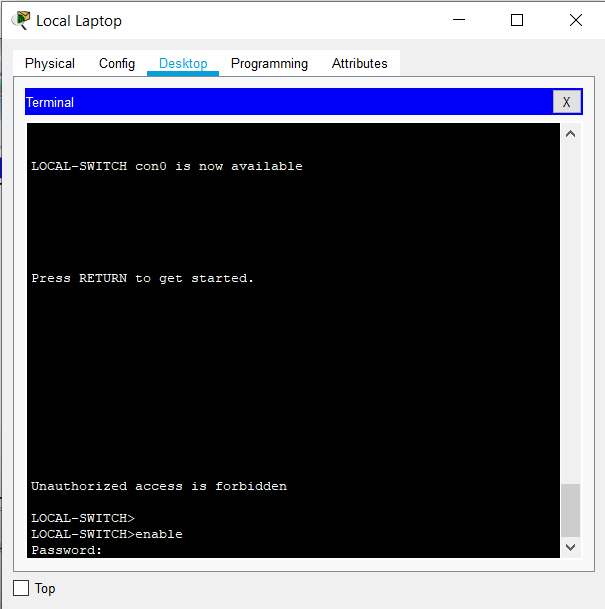 Local Laptop
Physical Config Desktop Programming Attributes
Terminal X
LOCAL-SWITCH con0 is now available
Press RETURN to get started.
Unauthorized access is forbidden
LOCAL-SWITCH>
LOCAL-SWITCH>enable
Password:
Top